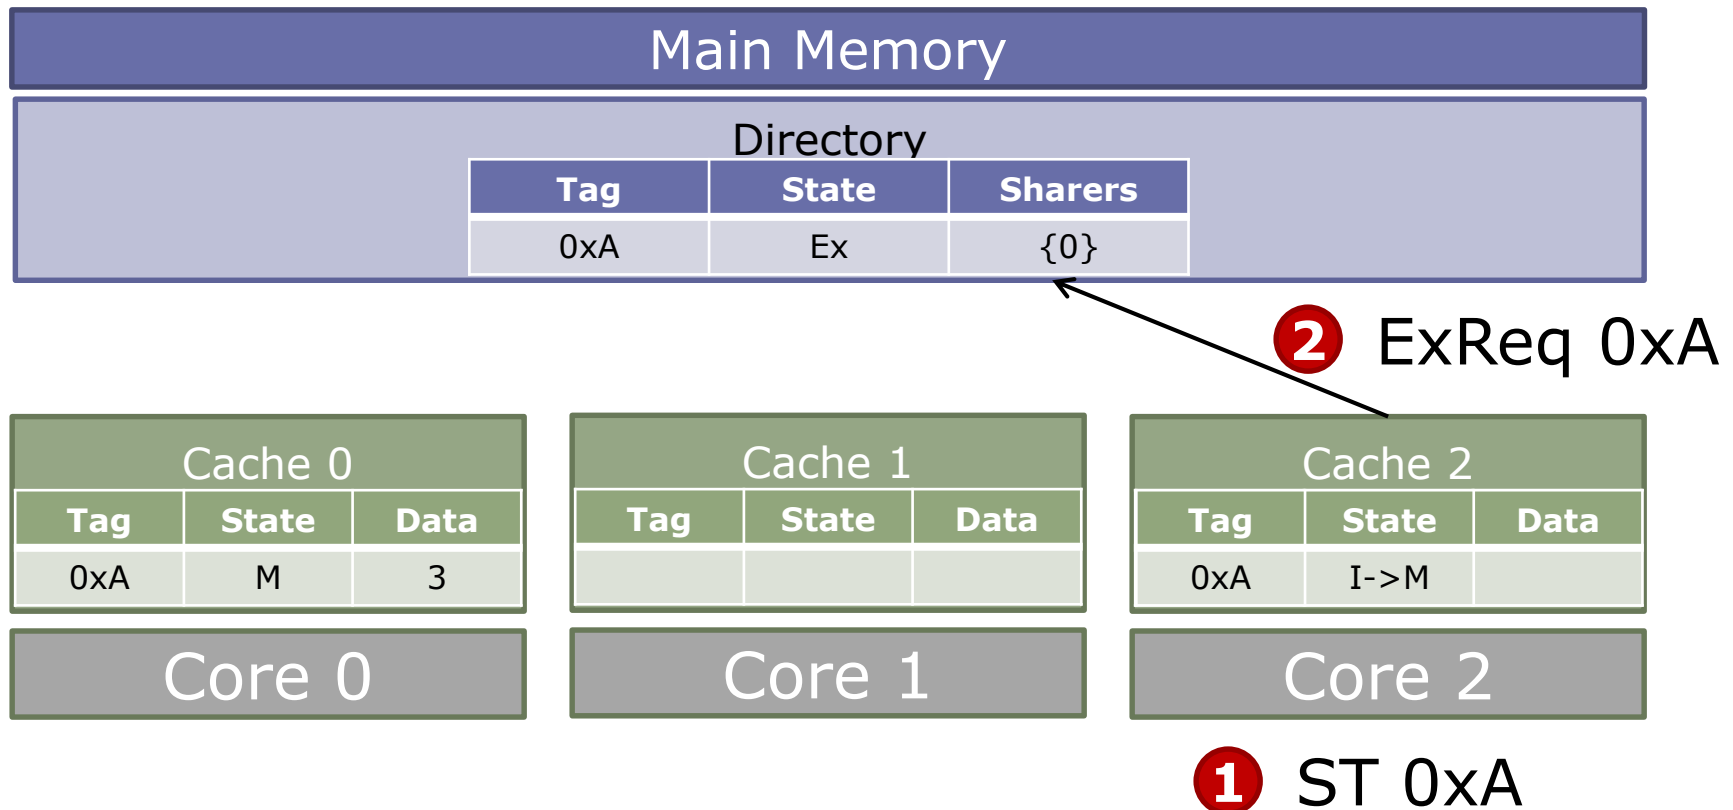 Main Memory
Directory
Tag State Sharers
0xA Ex {0}
2 ExReq 0xA
Cache 0
Tag State Data
0xA M 3
Core 0
Cache 1
Tag State Data
Core 1
Cache 2
Tag State Data
0xA I->M
Core 2
1 ST 0xA